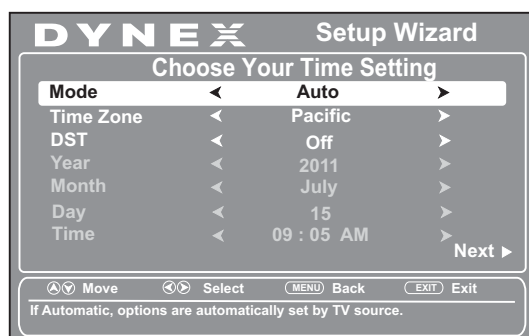 DYNEX Setup Wizard
Choose Your Time Setting
Mode Auto
Time Zone Pacific
DST Off
Year 2011
Month July
Day 15
Time 09 : 05 AM
Next
Move Select MENU Back EXIT Exit
If Automatic, options are automatically set by TV source.